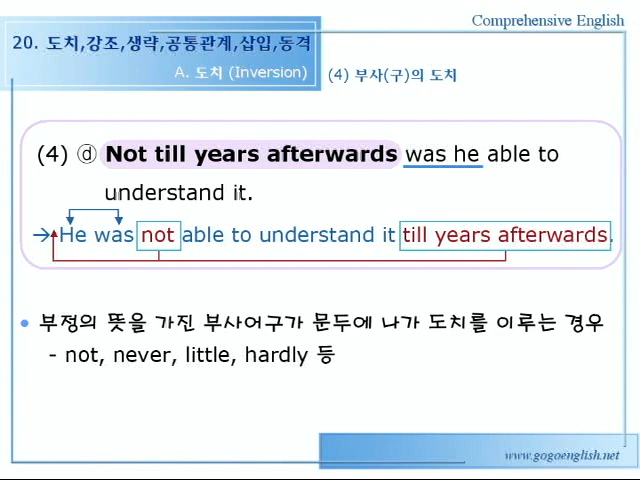 Comprehensive English
20. 도치,강조,생략,공통관계,삽입,동격
A. 도치 (Inversion)
(4) 부사(구)의 도치
(4) ⓓ Not till years afterwards was he able to
understand it.
→ He was not able to understand it till years afterwards.
• 부정의 뜻을 가진 부사어구가 문두에 나가 도치를 이루는 경우
- not, never, little, hardly 등
www.gogoenglish.net